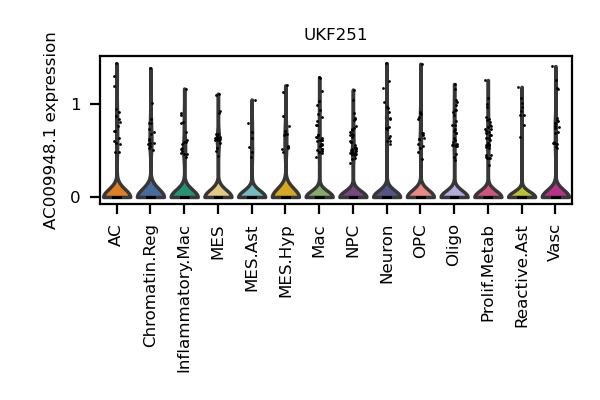 UKF251
AC009948.1 expression
1
0
AC
Chromatin.Reg
Inflammatory.Mac
MES
MES.Ast
MES.Hyp
Mac
NPC
Neuron
OPC
Oligo
Prolif.Metab
Reactive.Ast
Vasc